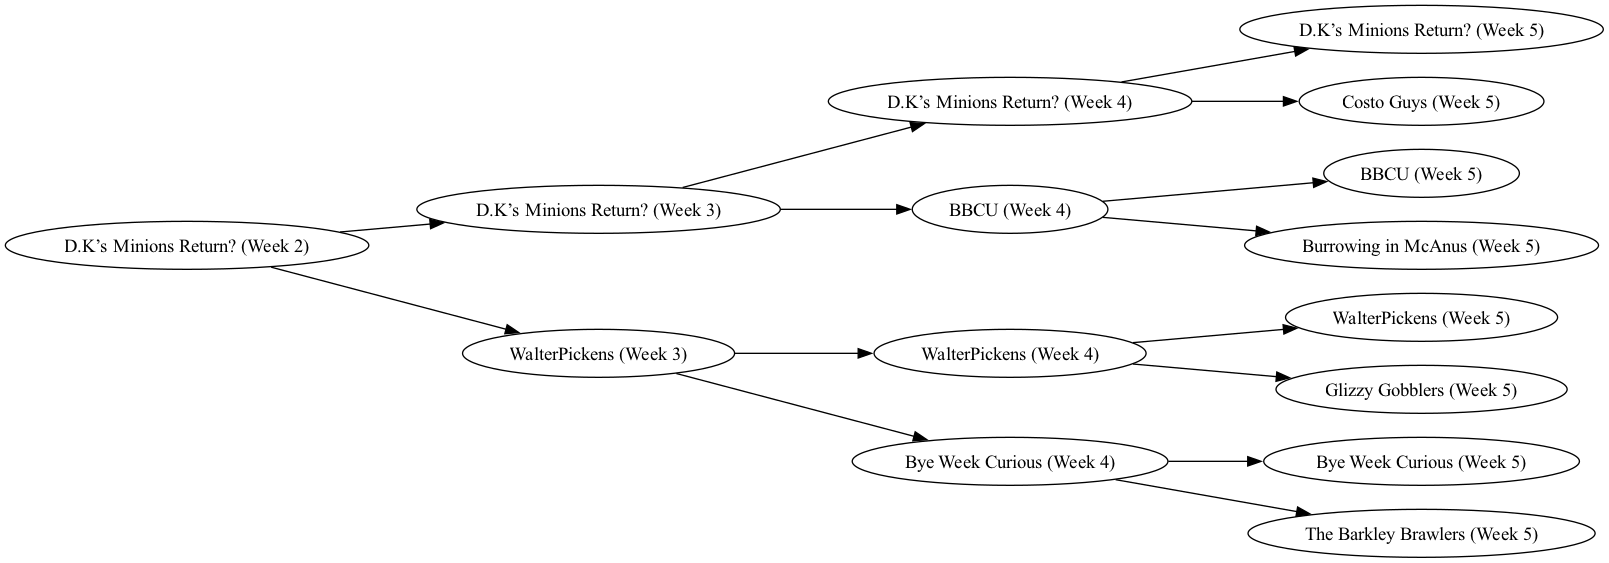 D.K’s Minions Return? (Week 2)
D.K’s Minions Return? (Week 3)
WalterPickens (Week 3)
D.K’s Minions Return? (Week 4)
BBCU (Week 4)
WalterPickens (Week 4)
Bye Week Curious (Week 4)
D.K’s Minions Return? (Week 5)
Costo Guys (Week 5)
BBCU (Week 5)
Burrowing in McAnus (Week 5)
WalterPickens (Week 5)
Glizzy Gobblers (Week 5)
Bye Week Curious (Week 5)
The Barkley Brawlers (Week 5)